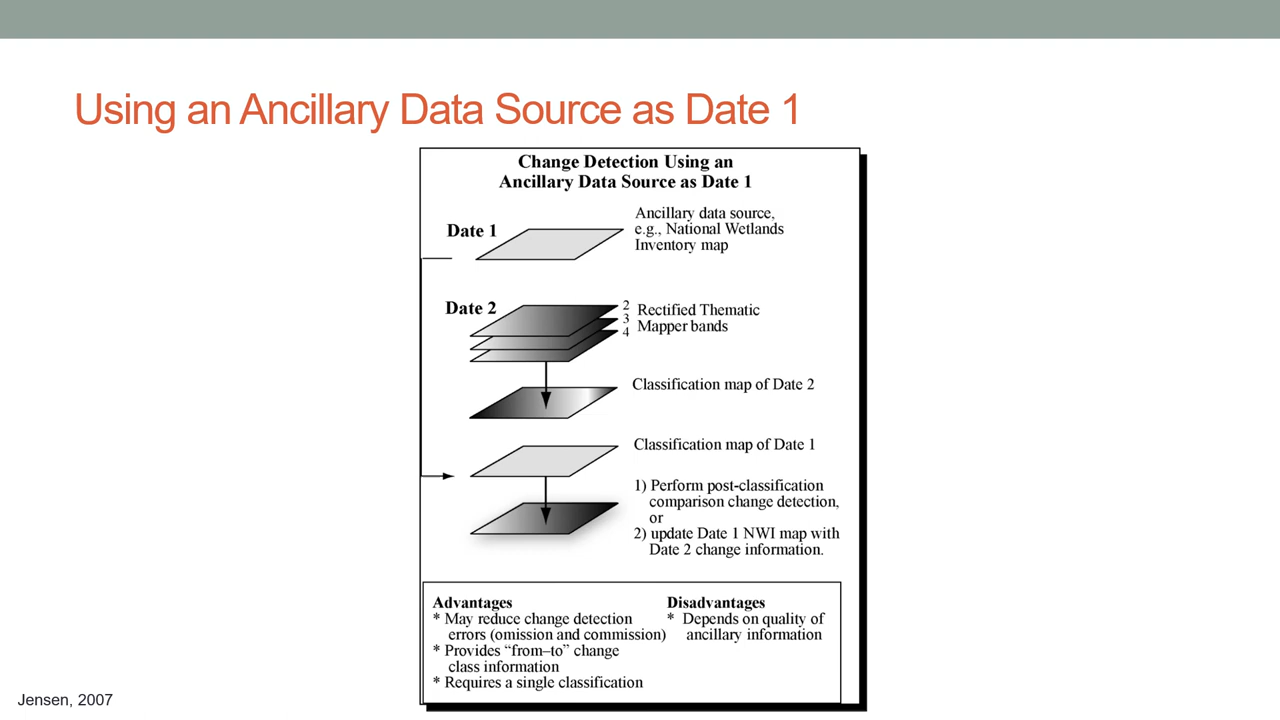 Using an Ancillary Data Source as Date 1
Change Detection Using an
Ancillary Data Source as Date 1
Date 1
Ancillary data source,
e.g., National Wetlands
Inventory map
Date 2
2
3
4
Rectified Thematic
Mapper bands
Classification map of Date 2
Classification map of Date 1
1) Perform post-classification
comparison change detection,
or
2) update Date 1 NWI map with
Date 2 change information.
Advantages
* May reduce change detection
errors (omission and commission)
* Provides “from–to” change
class information
* Requires a single classification
Disadvantages
* Depends on quality of
ancillary information
Jensen, 2007